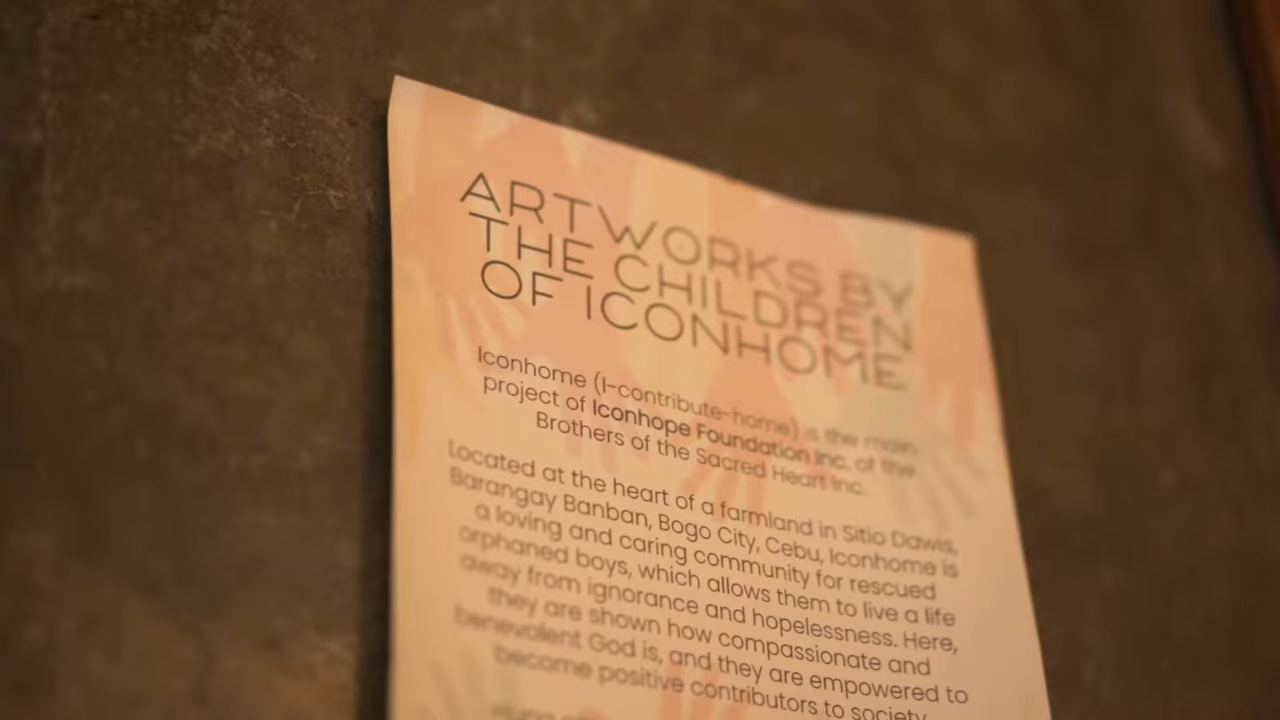 ARTWORKS BY
THE CHILDREN
OF ICONHOME
Iconhome (I-contribute-home) is the main
project of Iconhope Foundation Inc. of the
Brothers of the Sacred Heart Inc.
Located at the heart of a farmland in Sitio Dawis,
Barangay Banban, Bogo City, Cebu, Iconhome is
a loving and caring community for rescued
orphaned boys, which allows them to live a life
away from ignorance and hopelessness. Here,
they are shown how compassionate and
benevolent God is, and they are empowered to
become positive contributors to society